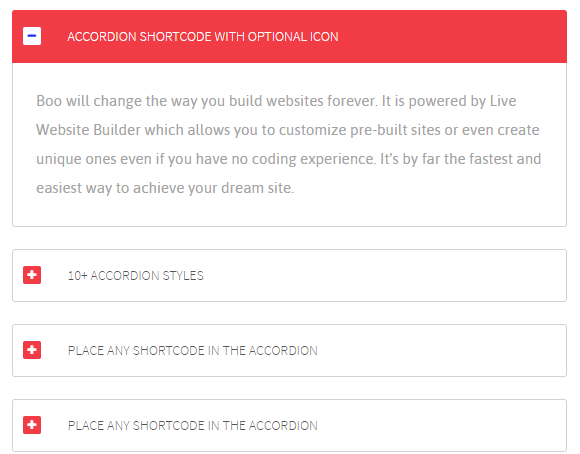 ACCORDION SHORTCODE WITH OPTIONAL ICON
Boo will change the way you build websites forever. It is powered by Live
Website Builder which allows you to customize pre-built sites or even create
unique ones even if you have no coding experience. It's by far the fastest and
easiest way to achieve your dream site.
10+ ACCORDION STYLES
PLACE ANY SHORTCODE IN THE ACCORDION
PLACE ANY SHORTCODE IN THE ACCORDION